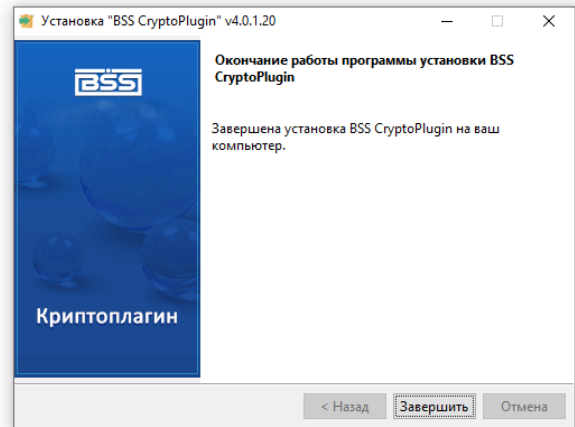 Установка "BSS CryptoPlugin" v4.0.1.20
BSS
Криптоплагин
Окончание работы программы установки BSS
CryptoPlugin
Завершена установка BSS CryptoPlugin на ваш
компьютер.
< Назад
Завершить
Отмена